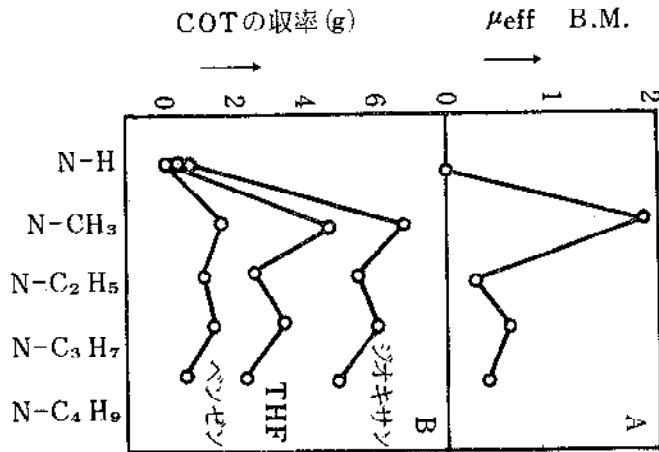 COTの収率(g)
μeff B.M.
0 2 4 6 0 1 2
N-H
N-CH₃
N-C₂H₅
N-C₃H₇
N-C₄H₉
ベンゼン
THF
ジオキサン
B
A